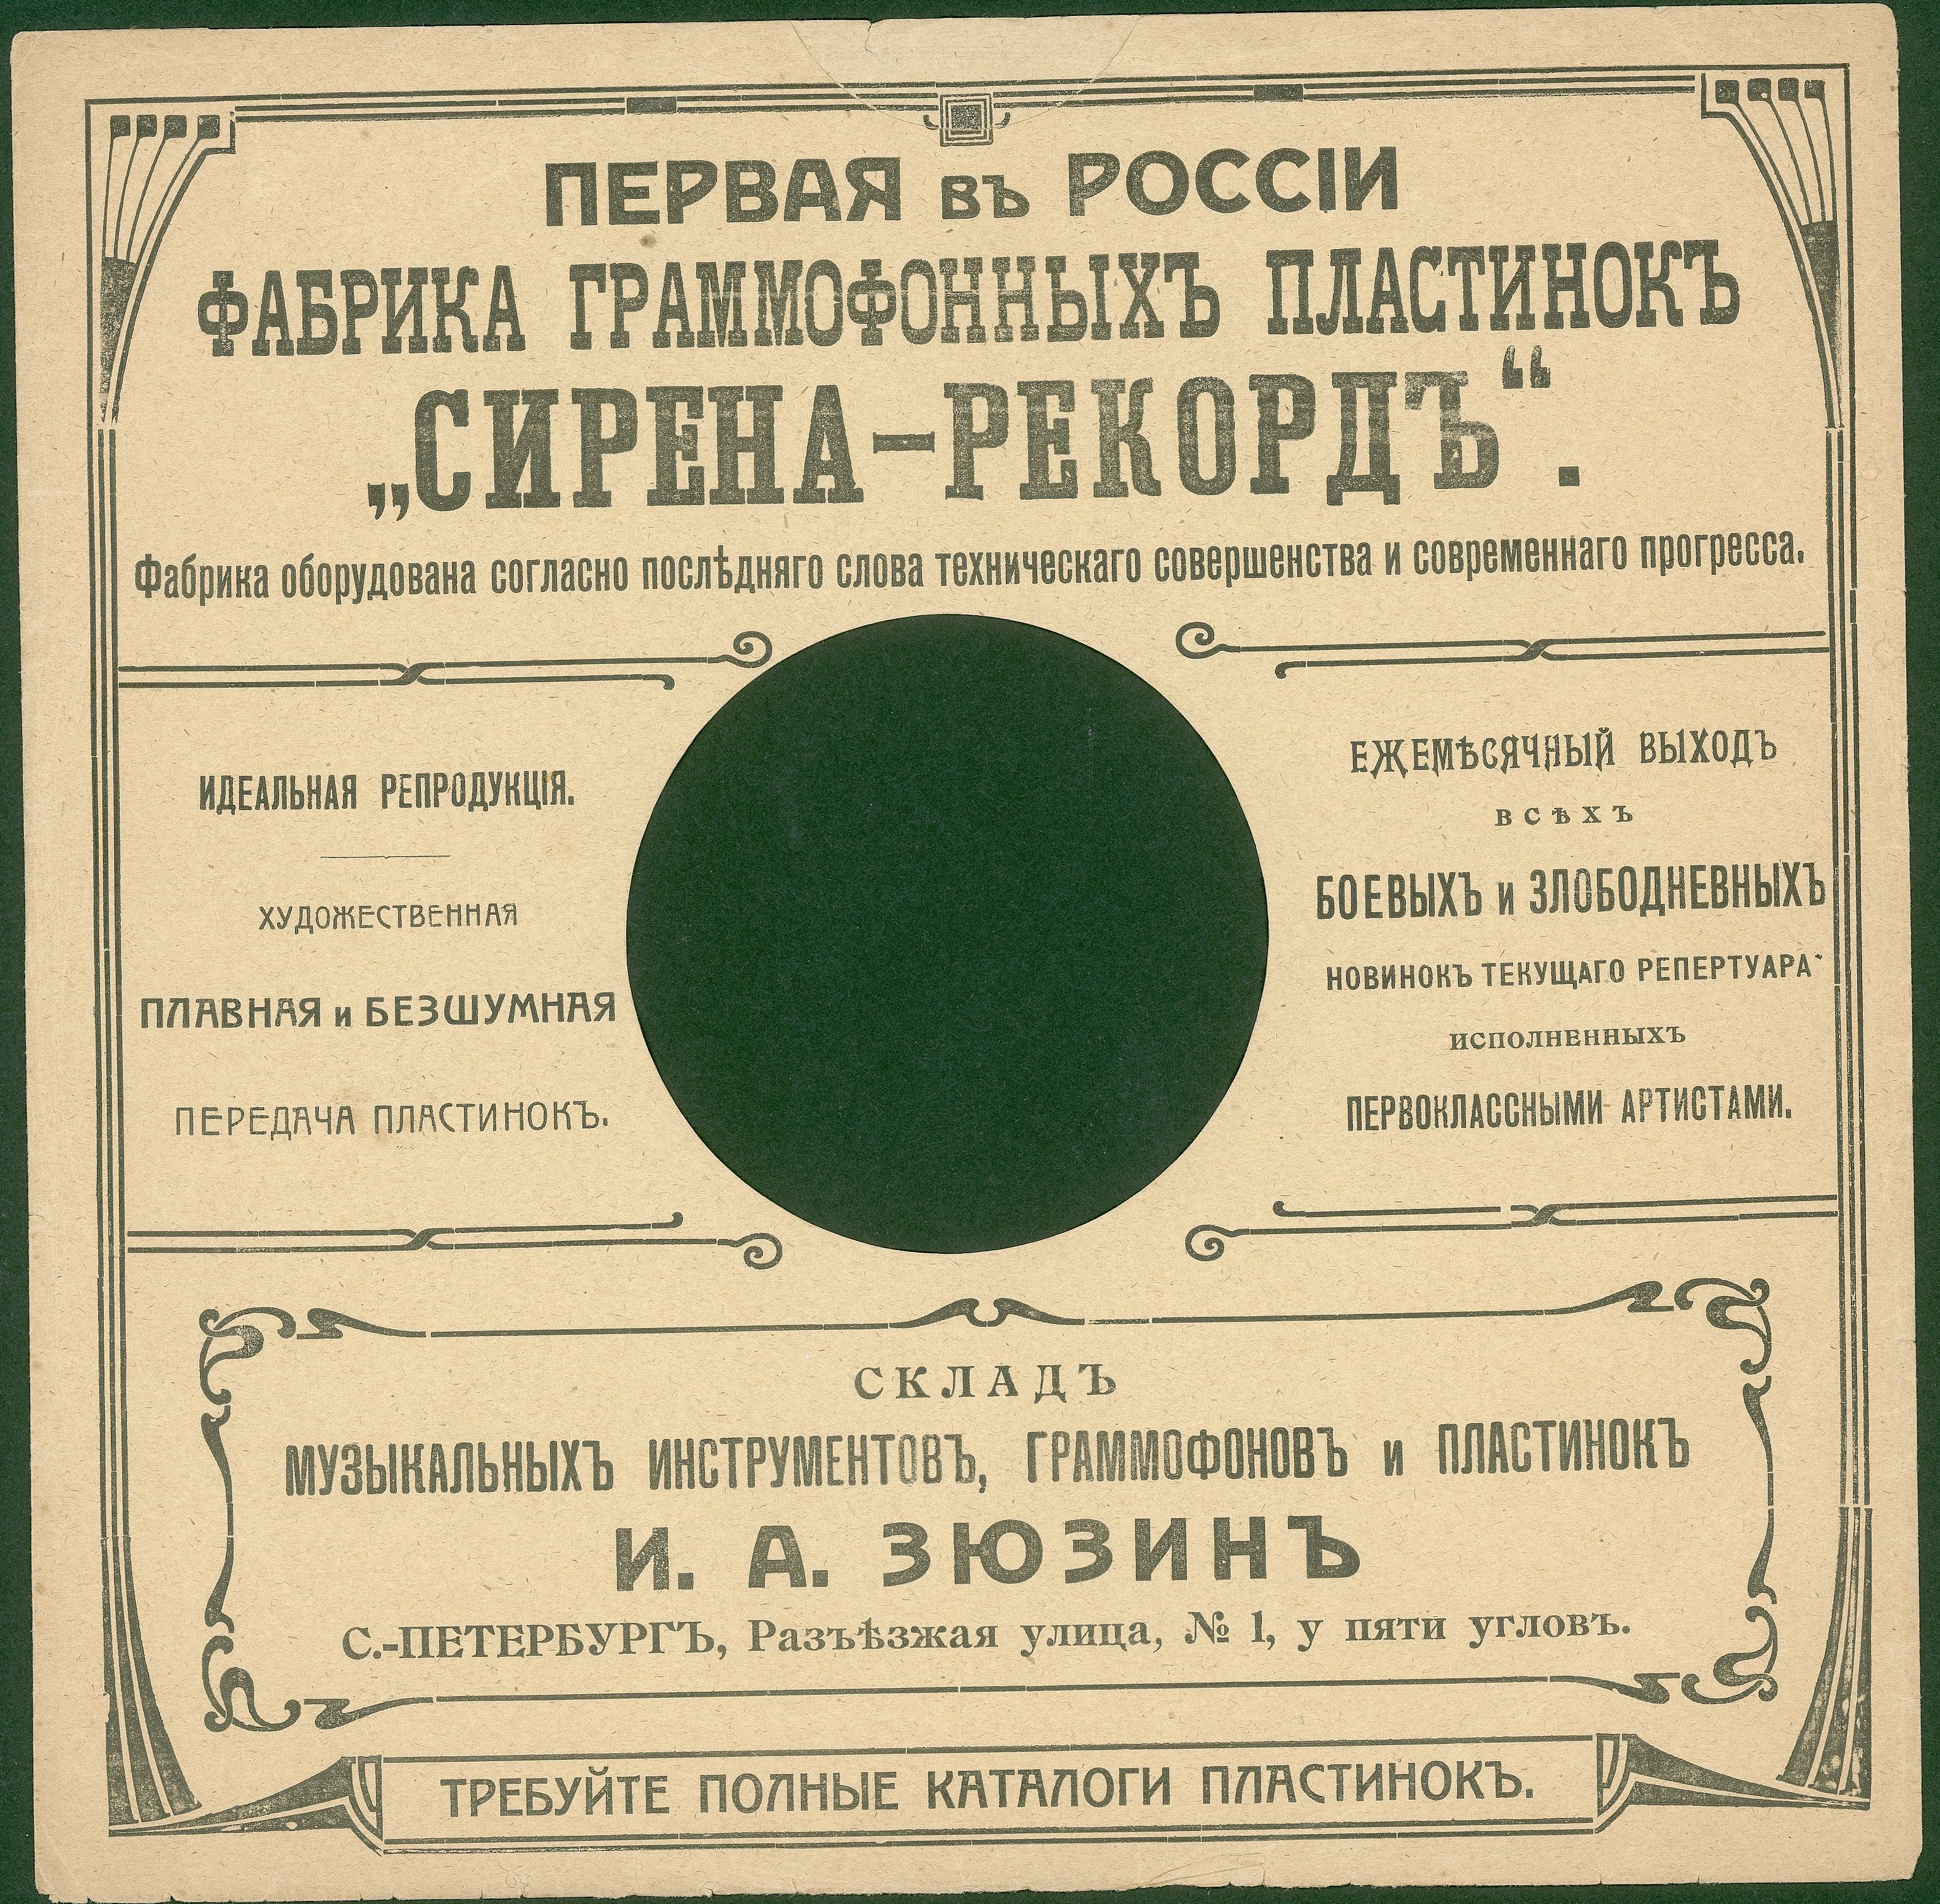 ПЕРВАЯ въ РОССІИ
ФАБРИКА ГРАММОФОННЫХЪ ПЛАСТИНОКЪ
„СИРЕНА–РЕКОРДЪ“.
Фабрика оборудована согласно послѣдняго слова техническаго совершенства и современнаго прогресса.
ИДЕАЛЬНАЯ РЕПРОДУКЦІЯ.
ХУДОЖЕСТВЕННАЯ
ПЛАВНАЯ и БЕЗШУМНАЯ
ПЕРЕДАЧА ПЛАСТИНОКЪ.
ЕЖЕМѢСЯЧНЫЙ ВЫХОДЪ
ВСѢХЪ
БОЕВЫХЪ и ЗЛОБОДНЕВНЫХЪ
НОВИНОКЪ ТЕКУЩАГО РЕПЕРТУАРА
ИСПОЛНЕННЫХЪ
ПЕРВОКЛАССНЫМИ АРТИСТАМИ.
СКЛАДЪ
МУЗЫКАЛЬНЫХЪ ИНСТРУМЕНТОВЪ, ГРАММОФОНОВЪ и ПЛАСТИНОКЪ
И. А. ЗЮЗИНЪ
С.-ПЕТЕРБУРГЪ, Разъѣзжая улица, № 1, у пяти угловъ.
ТРЕБУЙТЕ ПОЛНЫЕ КАТАЛОГИ ПЛАСТИНОКЪ.